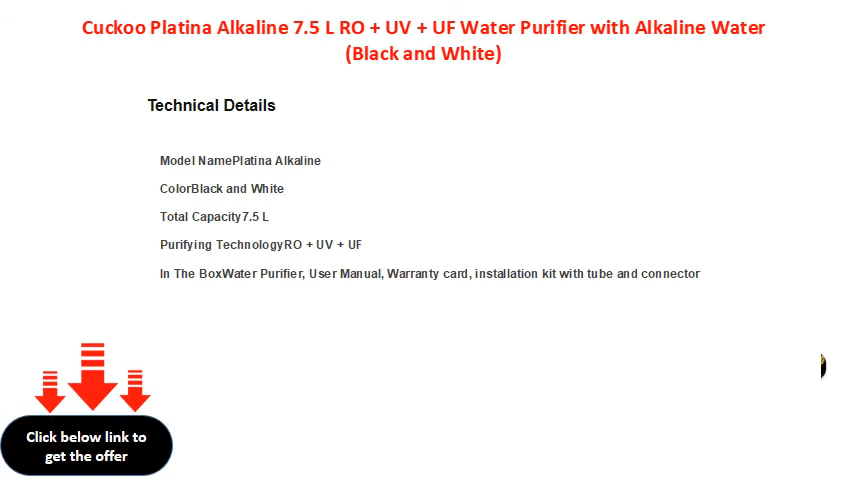 Cuckoo Platina Alkaline 7.5 L RO + UV + UF Water Purifier with Alkaline Water
(Black and White)
Technical Details
Model NamePlatina Alkaline
ColorBlack and White
Total Capacity7.5 L
Purifying TechnologyRO + UV + UF
In The BoxWater Purifier, User Manual, Warranty card, installation kit with tube and connector
Click below link to
get the offer